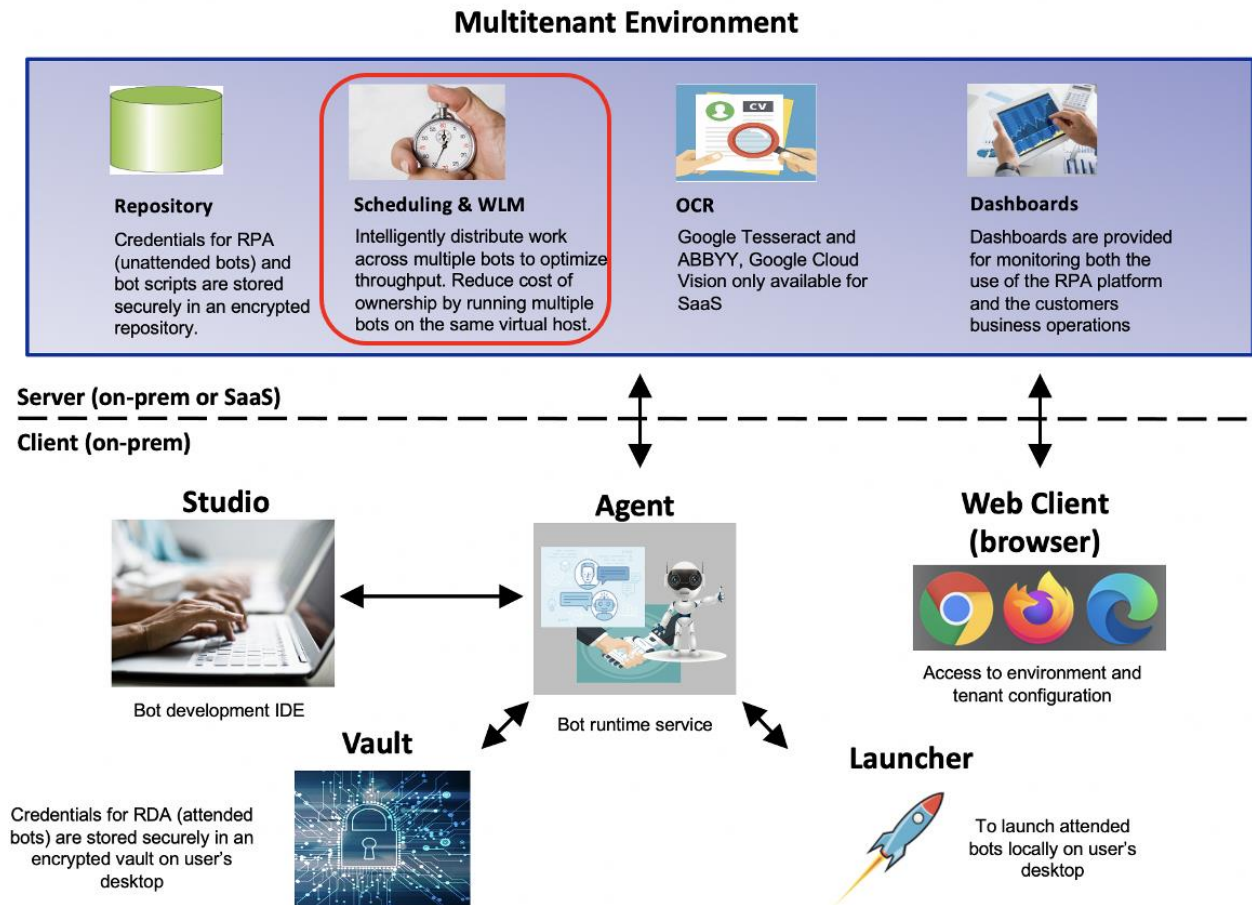 Multitenant Environment
CV
Repository
Credentials for RPA
(unattended bots) and
bot scripts are stored
securely in an encrypted
repository.
Scheduling & WLM
Intelligently distribute work
across multiple bots to optimize
throughput. Reduce cost of
ownership by running multiple
bots on the same virtual host.
OCR
Google Tesseract and
ABBYY, Google Cloud
Vision only available for
SaaS
Dashboards
Dashboards are provided
for monitoring both the
use of the RPA platform
and the customers
business operations
Server (on-prem or SaaS)
Client (on-prem)
Studio
Bot development IDE
Agent
Bot runtime service
Web Client
(browser)
Access to environment and
tenant configuration
Vault
Credentials for RDA (attended
bots) are stored securely in an
encrypted vault on user's
desktop
Launcher
To launch attended
bots locally on user's
desktop